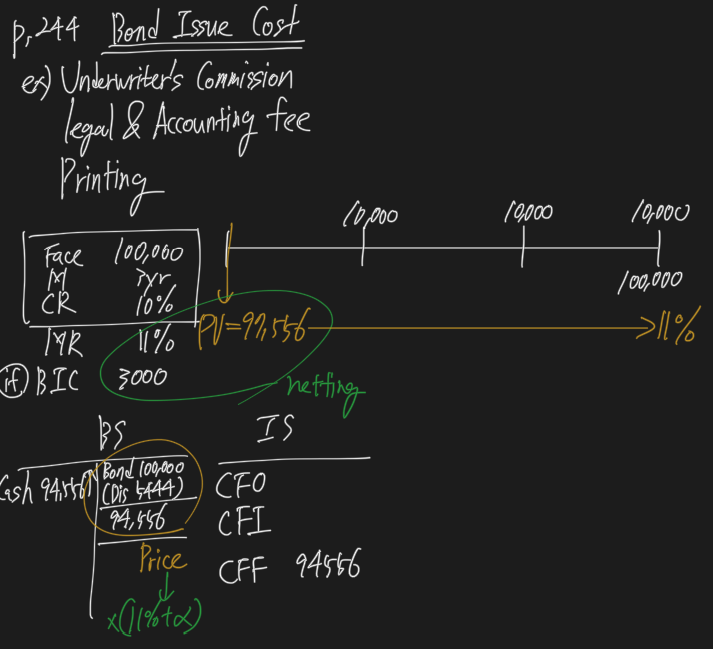 p,244 Bond Issue Cost
ex) Underwriter's Commission
legal & Accounting fee
Printing
10,000 10,000 10,000
100,000
Face 100,000
M 3yr
CR 10%
MR 11%
PV=97,556 11%
if) BIC 3000
netting
BS IS
Cash 94,556
Bond 100,000
(Dis 5444)
94,556
Price
x(11%+α)
CFO
CFI
CFF 94556